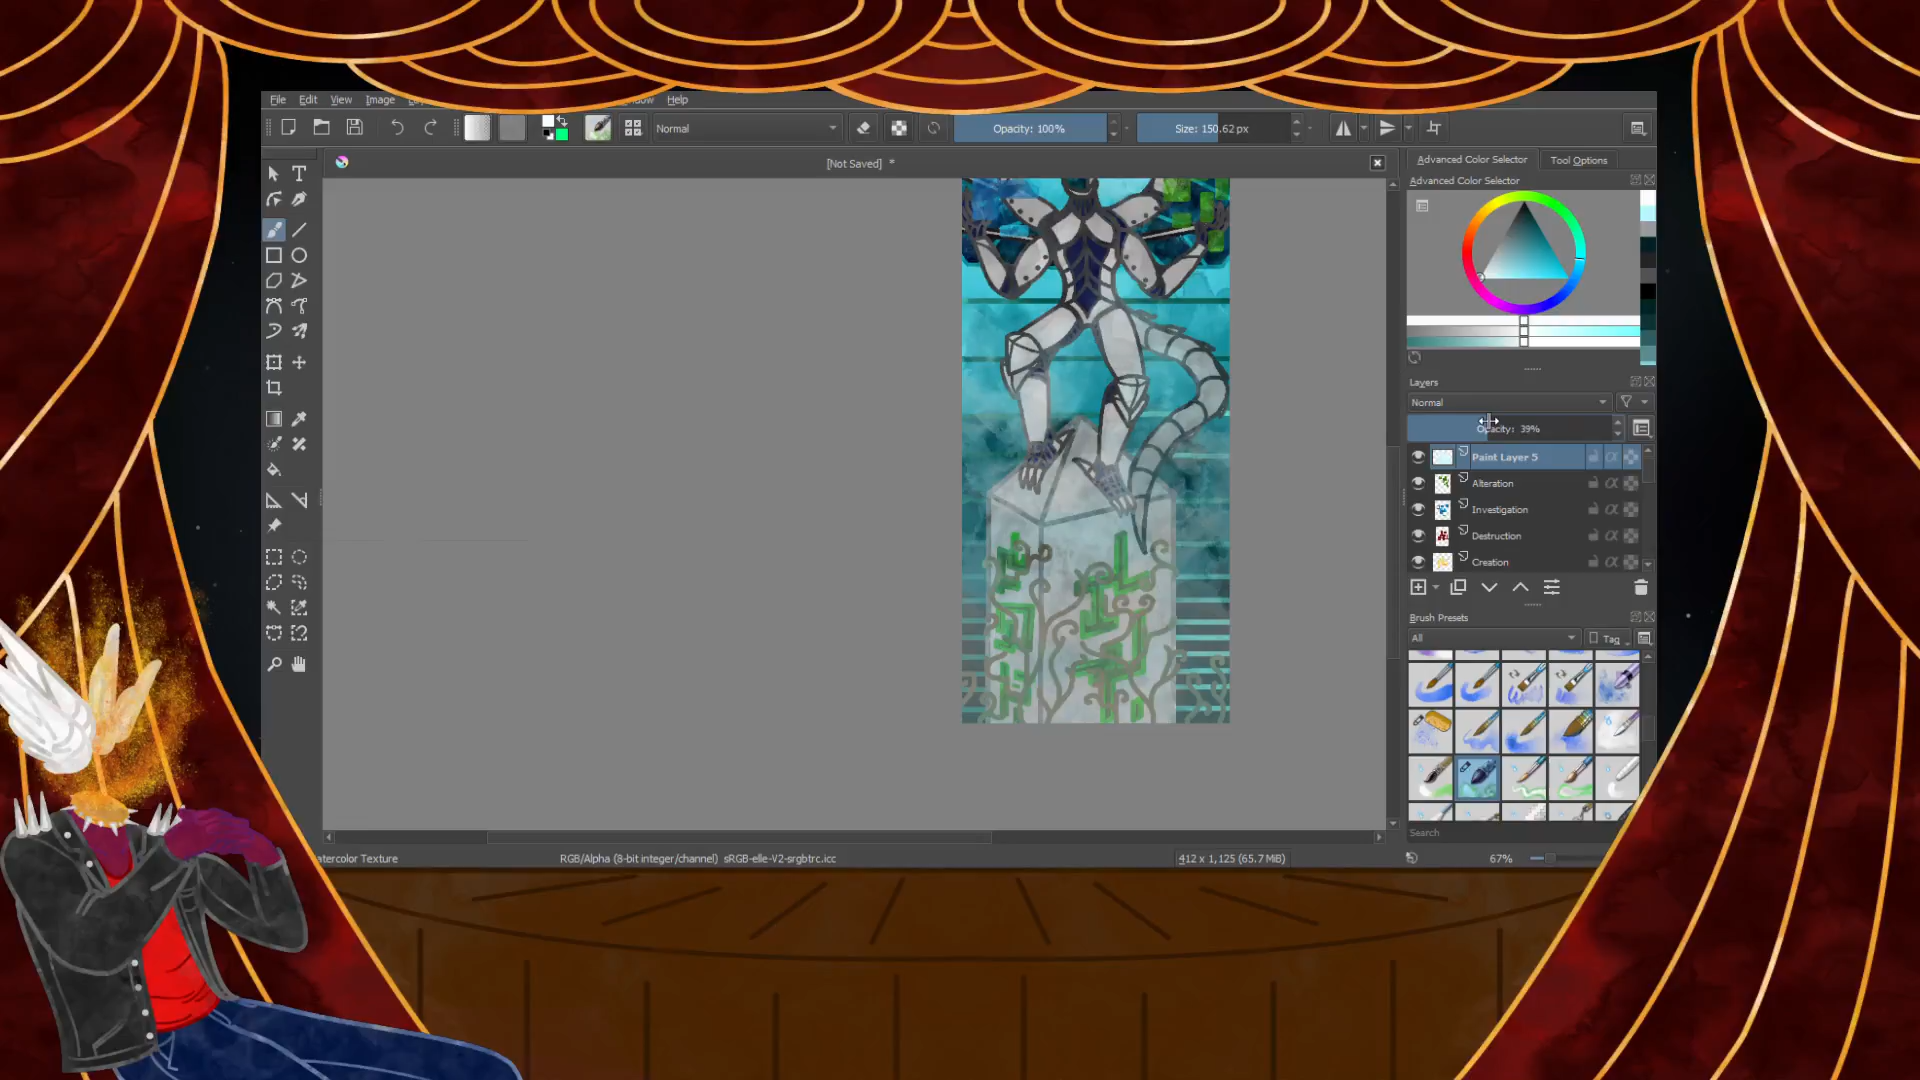 File Edit View Image Help
Normal
Opacity: 100%
Size: 150.62 px
[Not Saved] *
Advanced Color Selector
Tool Options
Advanced Color Selector
Layers
Normal
Opacity: 39%
Paint Layer 5
Alteration
Investigation
Destruction
Creation
Brush Presets
All
Tag
Search
RGB/Alpha (8-bit integer/channel) sRGB-elle-V2-srgbtrc.icc
412 x 1,125 (65.7 MiB)
67%
Texture